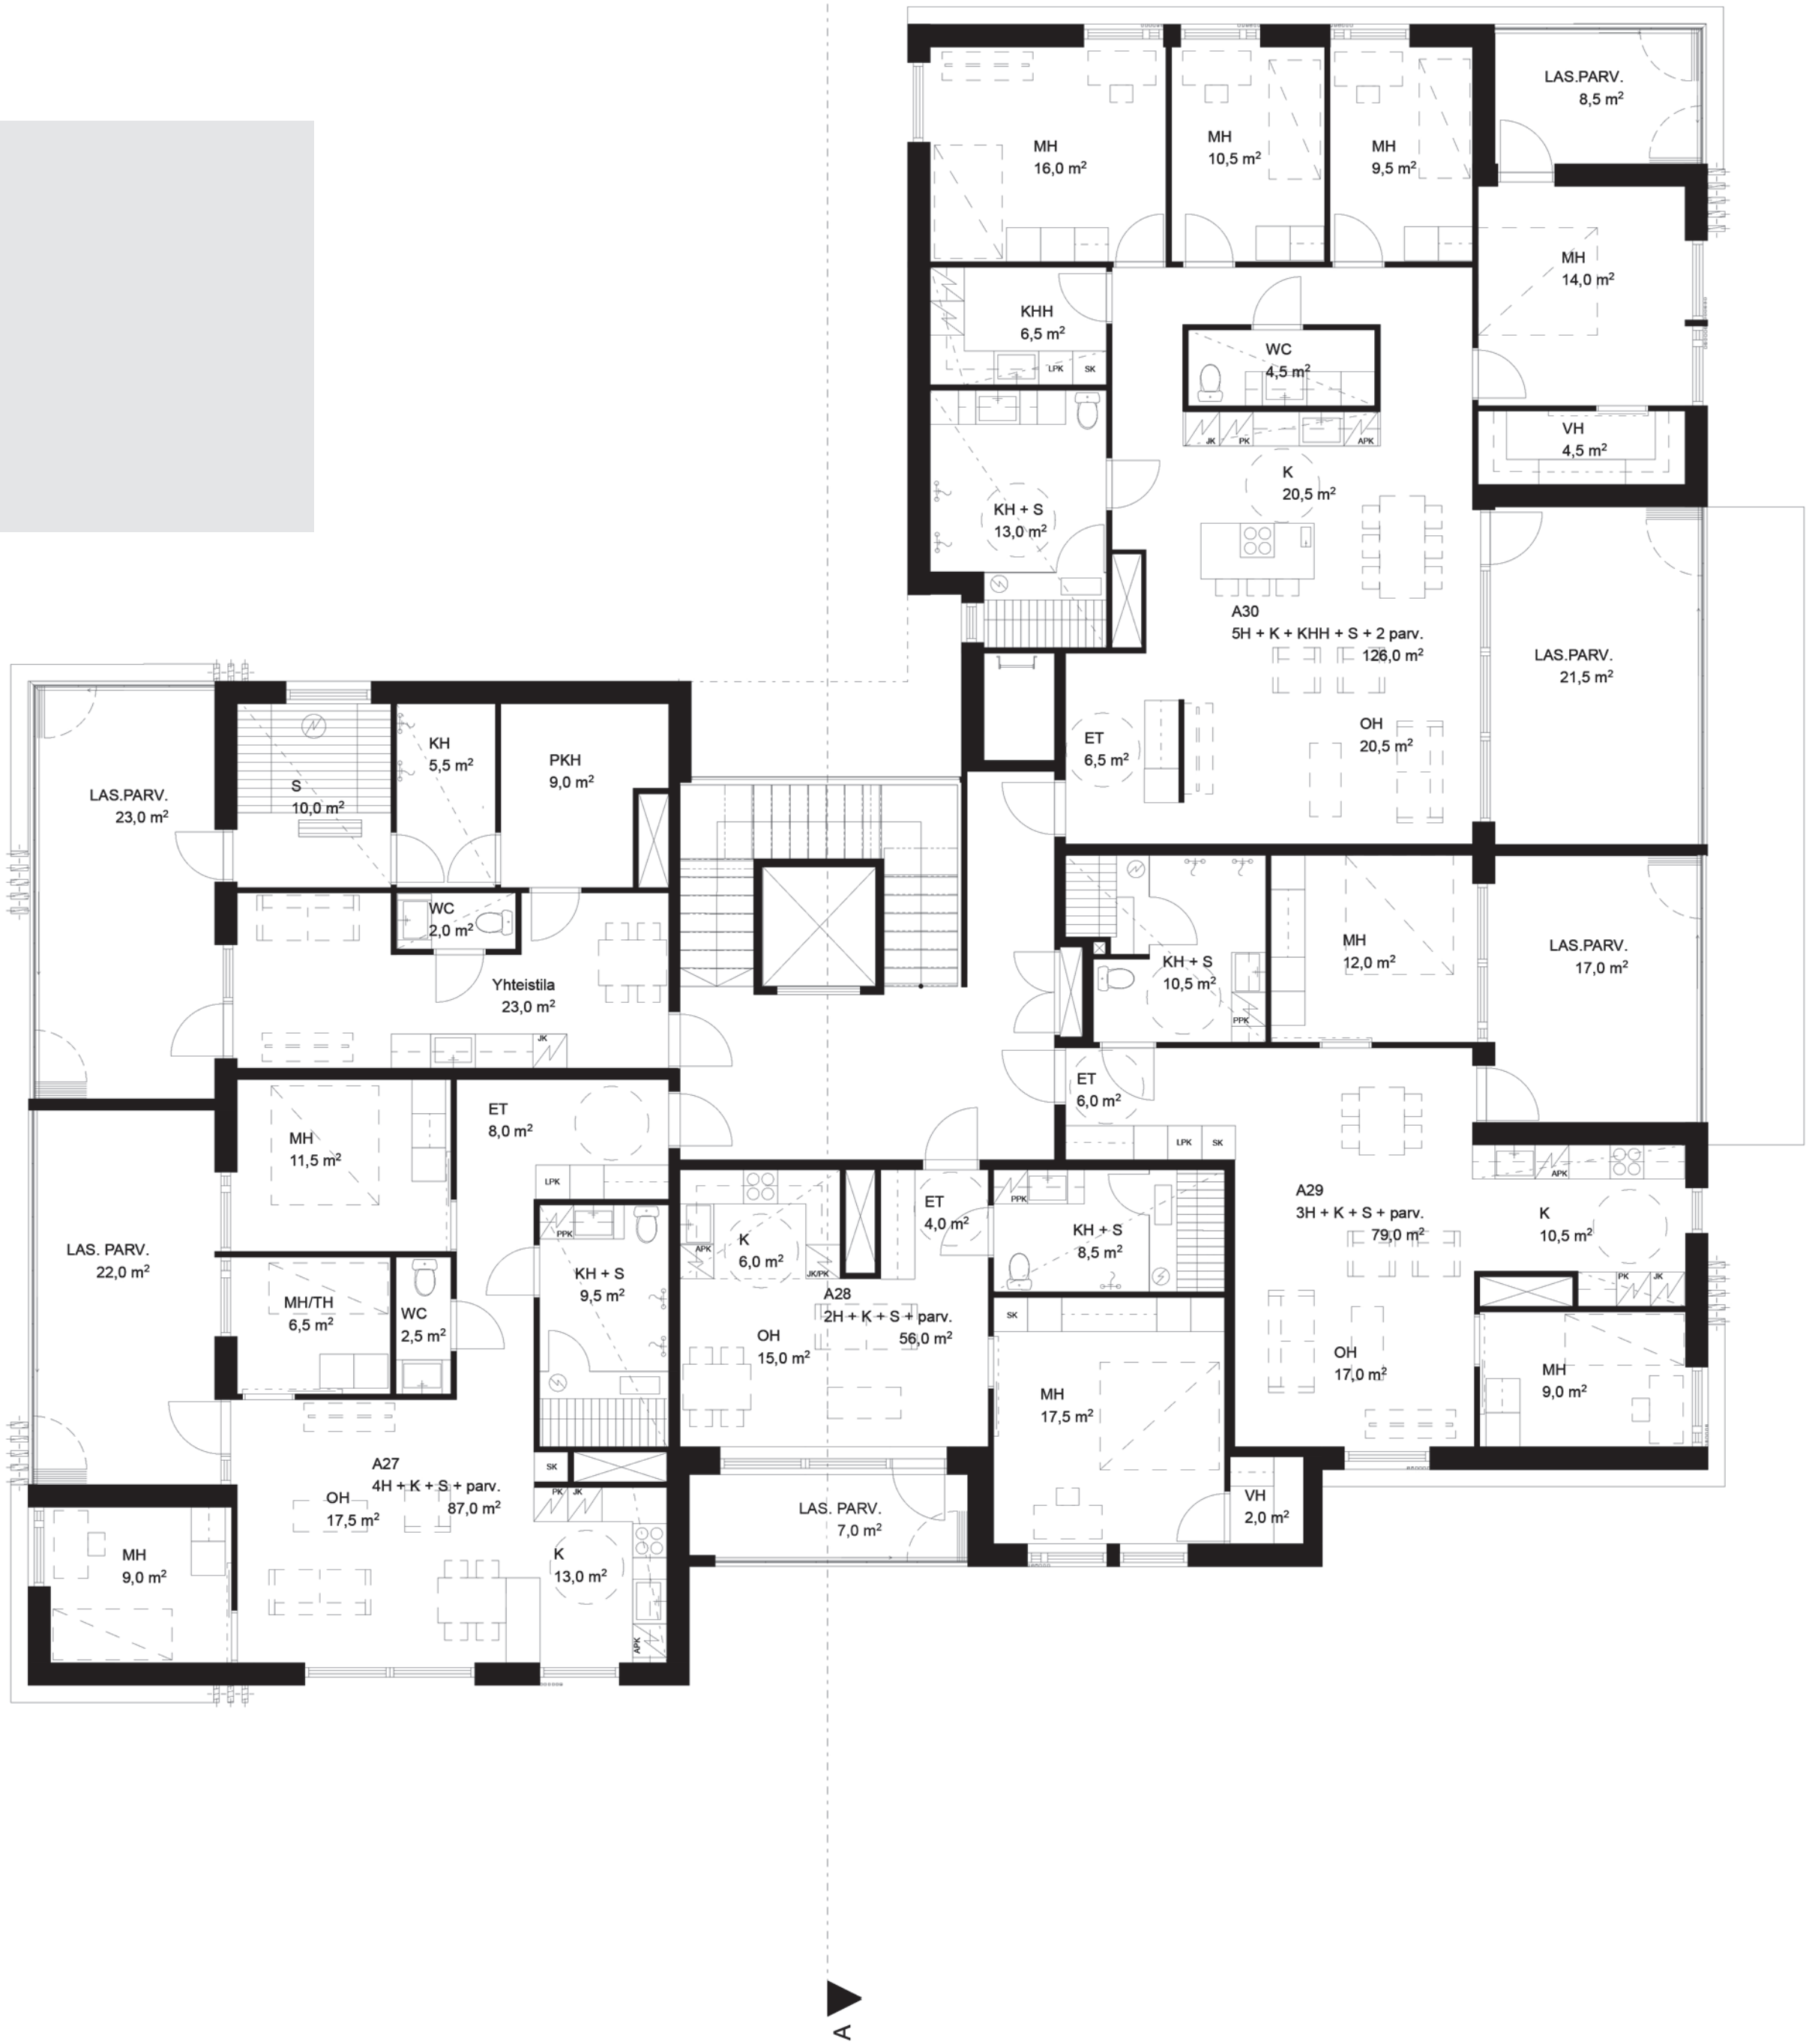 LAS.PARV.
8,5 m²
MH
16,0 m²
MH
10,5 m²
MH
9,5 m²
MH
14,0 m²
KHH
6,5 m²
LPK
SK
WC
4,5 m²
JK
PK
APK
VH
4,5 m²
K
20,5 m²
KH + S
13,0 m²
A30
5H + K + KHH + S + 2 parv.
126,0 m²
LAS.PARV.
21,5 m²
OH
20,5 m²
ET
6,5 m²
LAS.PARV.
23,0 m²
S
10,0 m²
KH
5,5 m²
PKH
9,0 m²
WC
2,0 m²
Yhteistila
23,0 m²
JK
KH + S
10,5 m²
PPK
MH
12,0 m²
LAS.PARV.
17,0 m²
ET
6,0 m²
LPK
SK
MH
11,5 m²
ET
8,0 m²
LPK
LAS. PARV.
22,0 m²
MH/TH
6,5 m²
WC
2,5 m²
PPK
KH + S
9,5 m²
K
6,0 m²
APK
JK/PK
ET
4,0 m²
PPK
KH + S
8,5 m²
A28
2H + K + S + parv.
56,0 m²
OH
15,0 m²
SK
MH
17,5 m²
A29
3H + K + S + parv.
79,0 m²
APK
K
10,5 m²
PK
JK
OH
17,0 m²
MH
9,0 m²
A27
4H + K + S + parv.
87,0 m²
OH
17,5 m²
SK
PK
JK
K
13,0 m²
APK
MH
9,0 m²
LAS. PARV.
7,0 m²
VH
2,0 m²
A